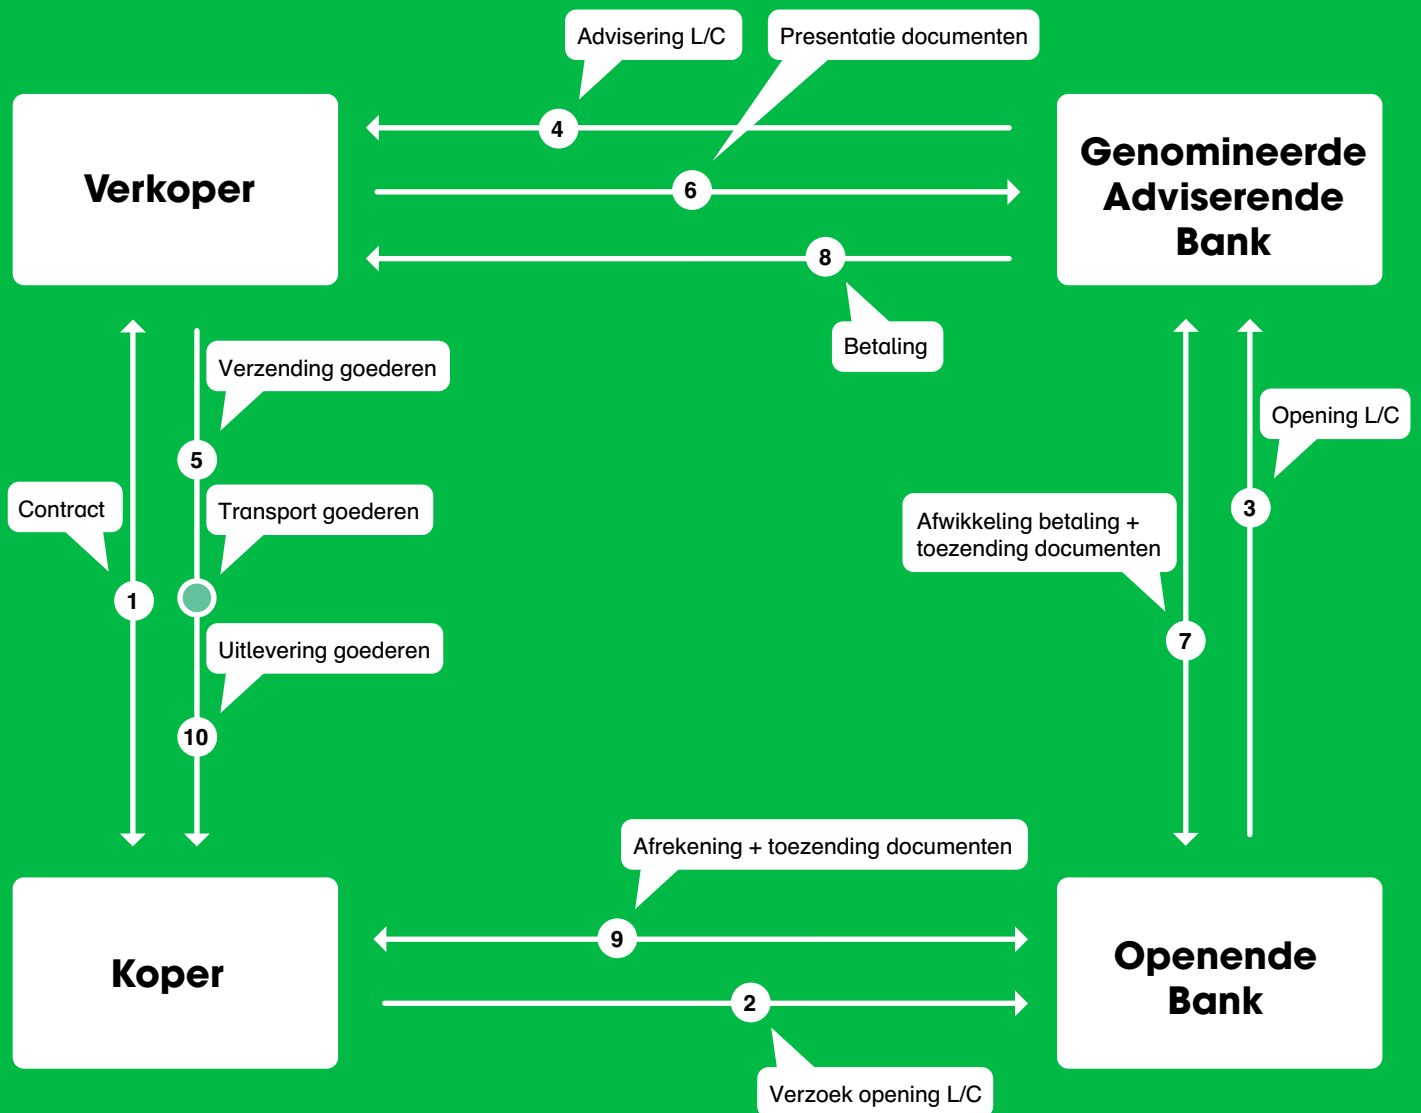 Advisering L/C
Presentatie documenten
4
Verkoper
6
Genomineerde
Adviserende
Bank
8
Betaling
Verzending goederen
5
Opening L/C
Contract
Transport goederen
3
Afwikkeling betaling +
toezending documenten
1
Uitlevering goederen
7
10
Afrekening + toezending documenten
9
Koper
Openende
Bank
2
Verzoek opening L/C